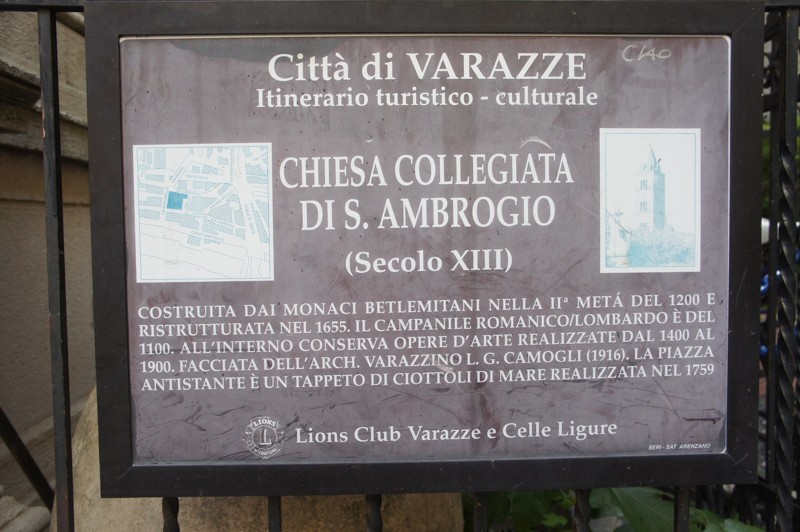 CIAO
Città di VARAZZE
Itinerario turistico - culturale
CHIESA COLLEGIATA
DI S. AMBROGIO
(Secolo XIII)
COSTRUITA DAI MONACI BETLEMITANI NELLA IIª METÁ DEL 1200 E
RISTRUTTURATA NEL 1655. IL CAMPANILE ROMANICO/LOMBARDO È DEL
1100. ALL'INTERNO CONSERVA OPERE D'ARTE REALIZZATE DAL 1400 AL
1900. FACCIATA DELL'ARCH. VARAZZINO L. G. CAMOGLI (1916). LA PIAZZA
ANTISTANTE È UN TAPPETO DI CIOTTOLI DI MARE REALIZZATA NEL 1759
LIONS
L
INTERNATIONAL
Lions Club Varazze e Celle Ligure
SERI - SAT ARENZANO